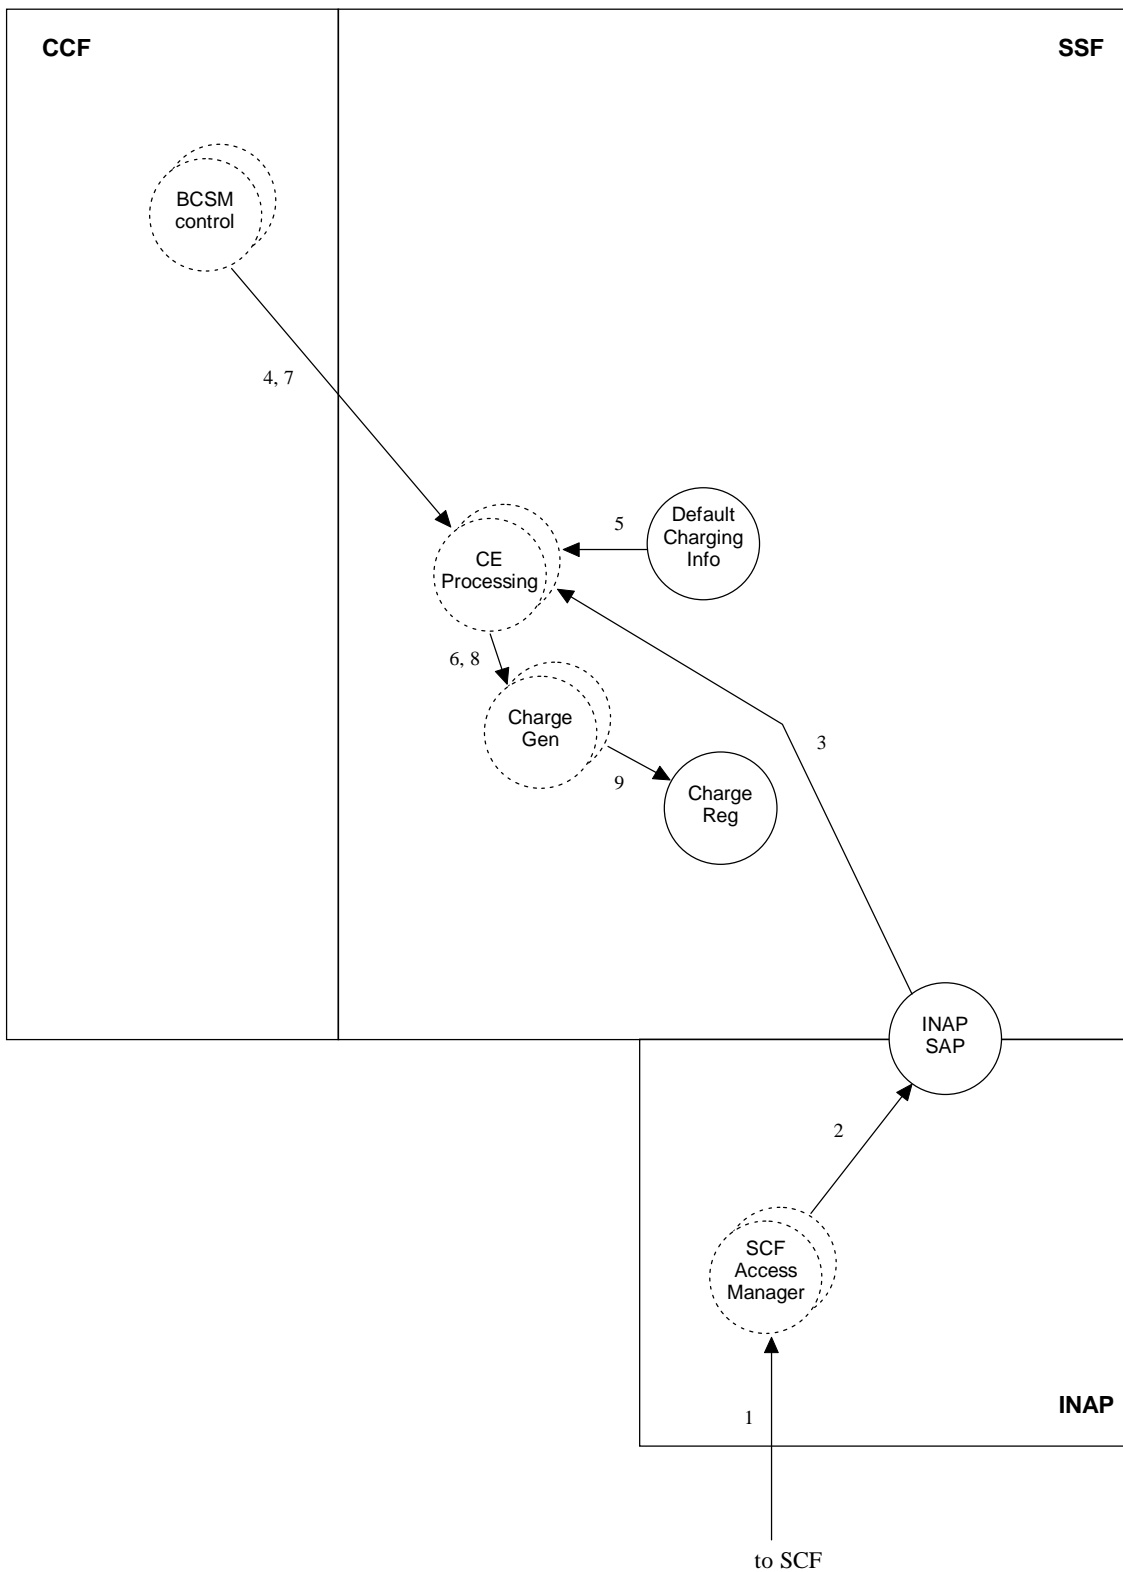 CCF
SSF
BCSM
control
4, 7
Default
Charging
Info
5
CE
Processing
6, 8
Charge
Gen
3
9
Charge
Reg
INAP
SAP
2
SCF
Access
Manager
1
INAP
to SCF